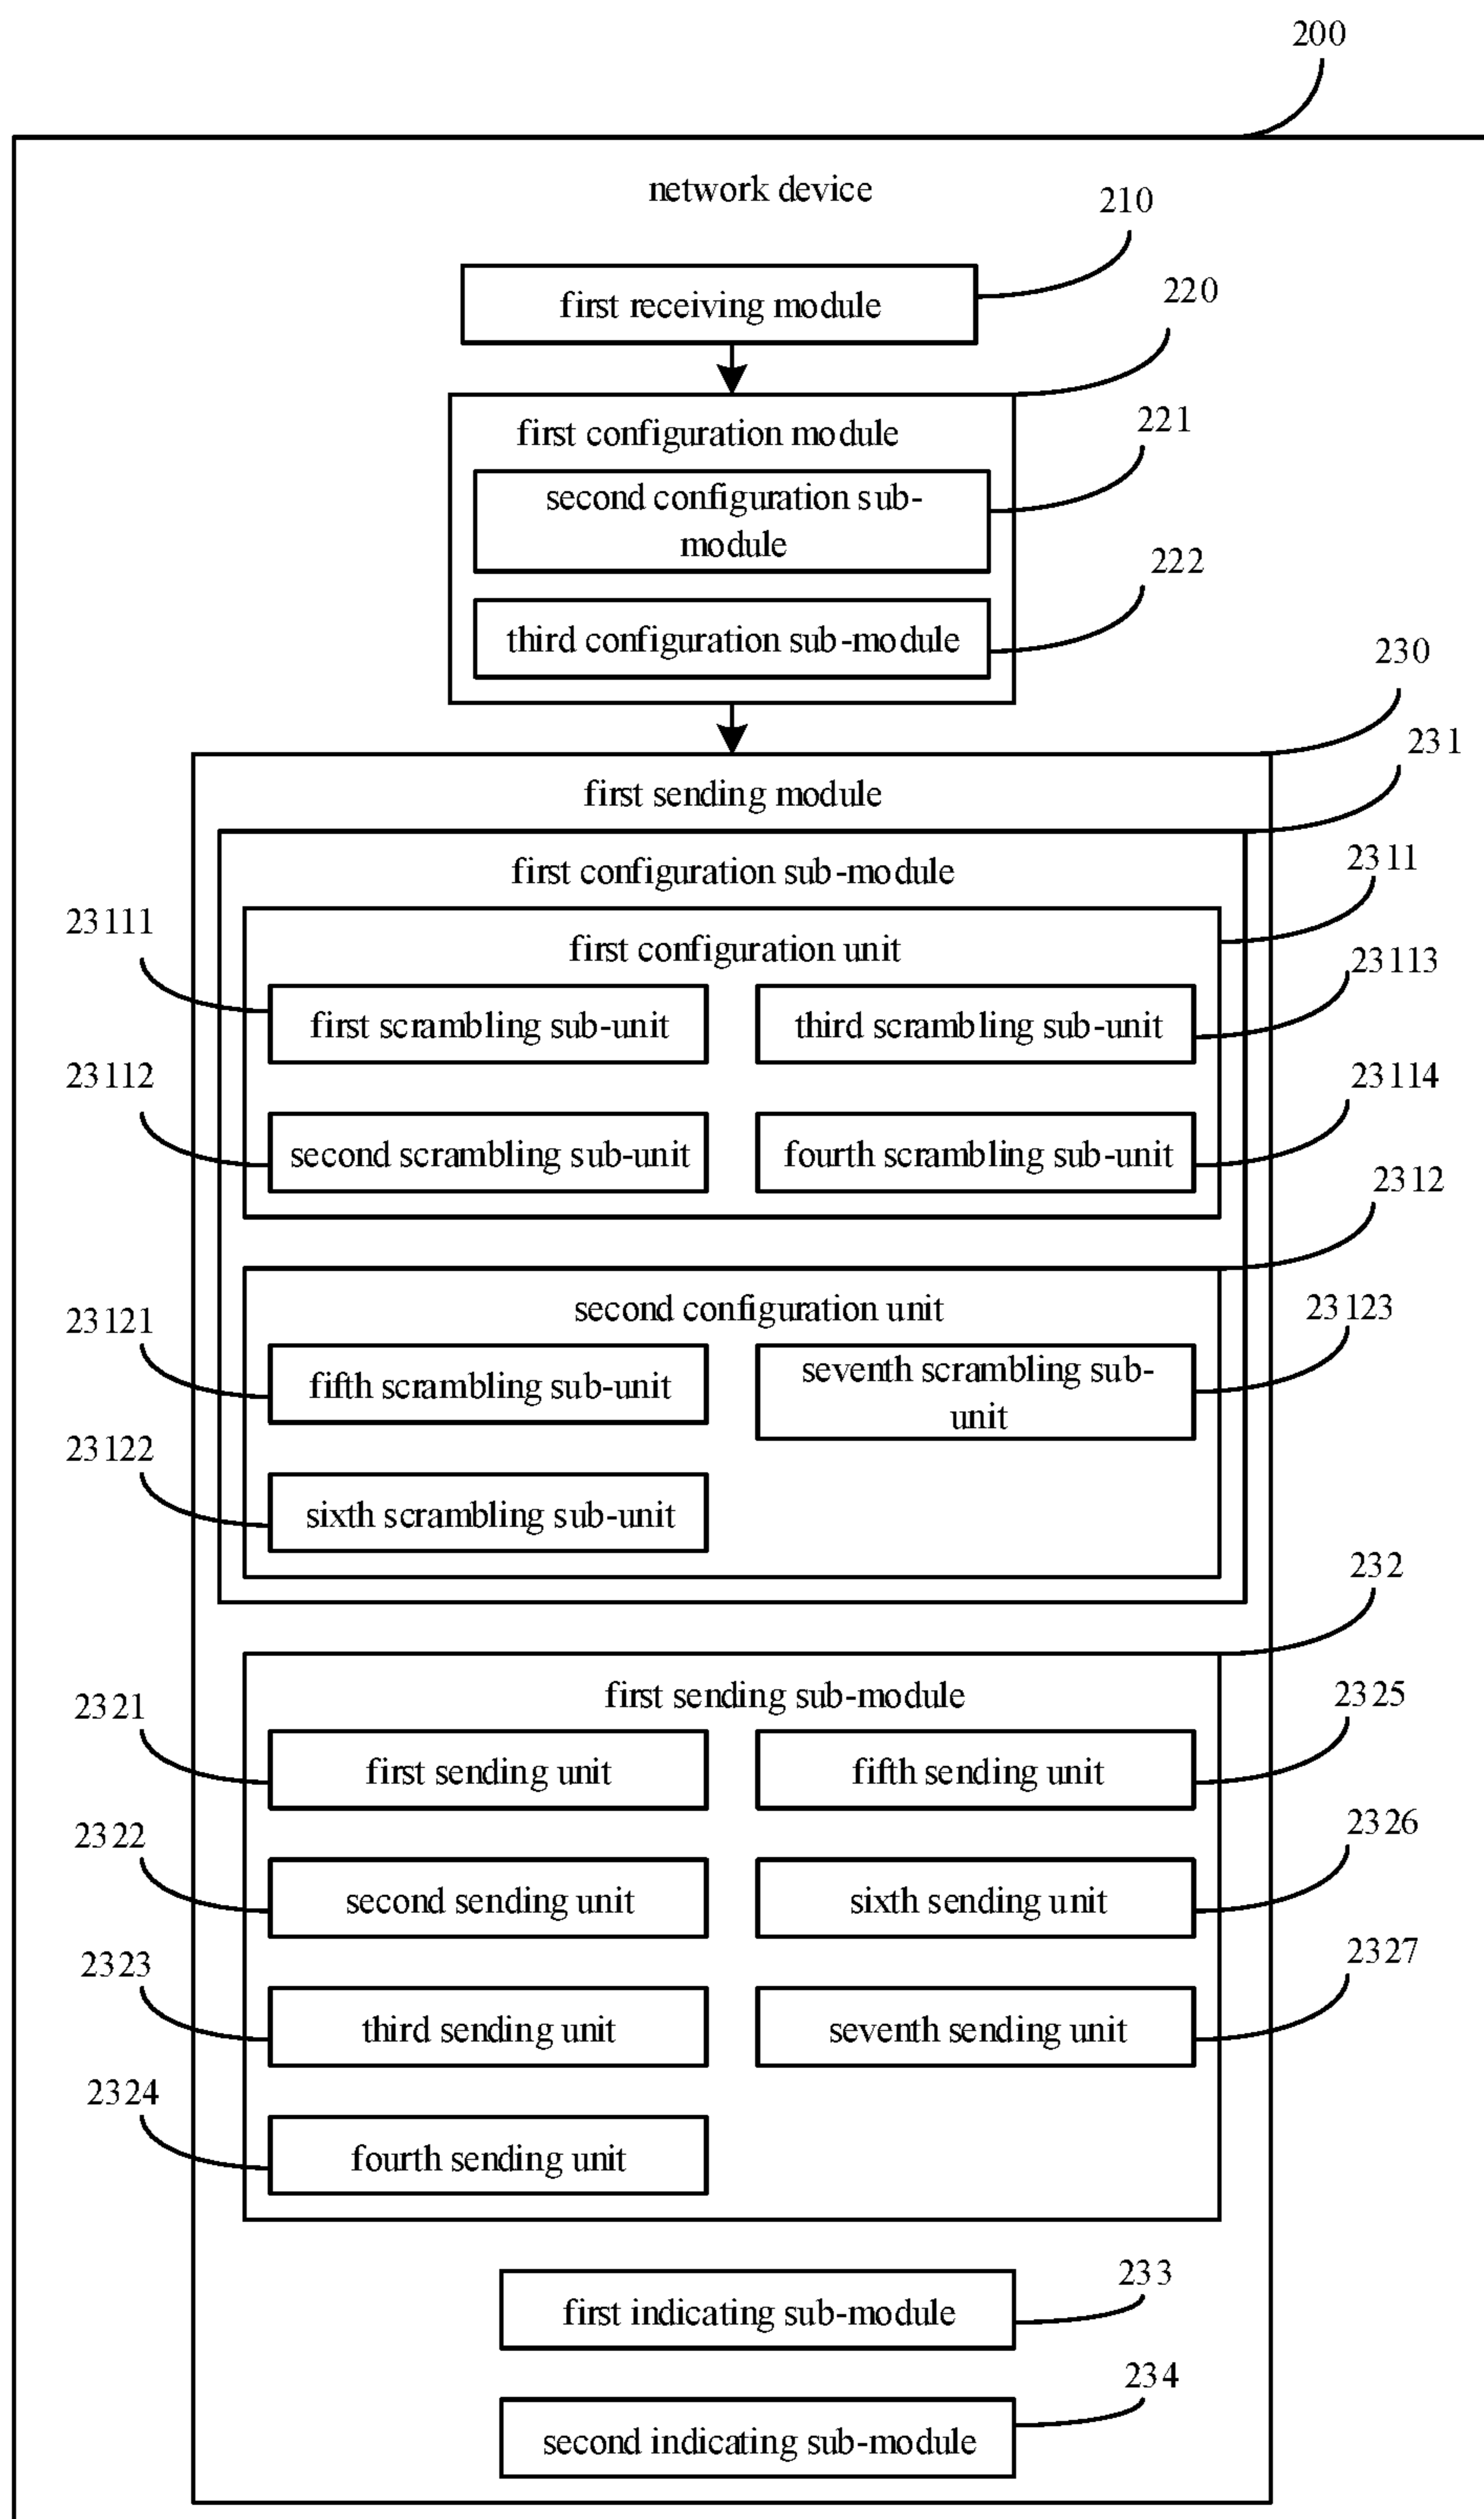 200
network device
210
first receiving module
220
first configuration module
221
second configuration sub-
module
222
third configuration sub-module
230
231
first sending module
first configuration sub-module
2311
23111
first configuration unit
23113
first scrambling sub-unit
third scrambling sub-unit
23112
23114
second scrambling sub-unit
fourth scrambling sub-unit
2312
second configuration unit
23121
23123
fifth scrambling sub-unit
seventh scrambling sub-
unit
23122
sixth scrambling sub-unit
232
first sending sub-module
2321
2325
first sending unit
fifth sending unit
2322
2326
second sending unit
sixth sending unit
2323
2327
third sending unit
seventh sending unit
2324
fourth sending unit
233
first indicating sub-module
234
second indicating sub-module